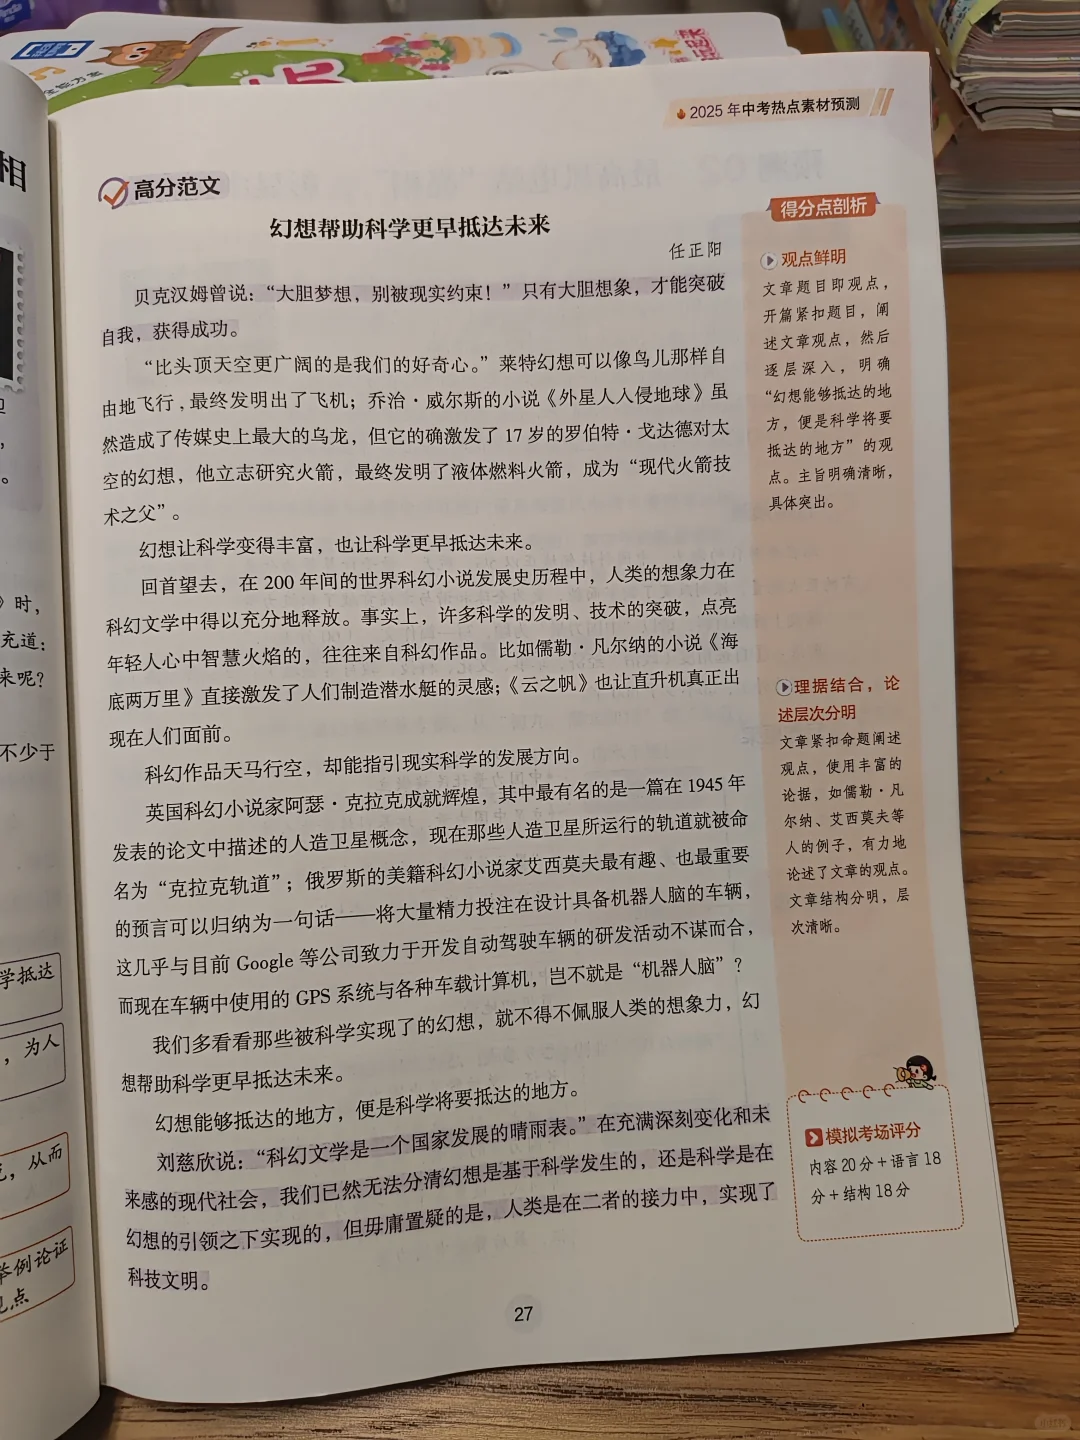 2025年中考热点素材预测
高分范文
幻想帮助科学更早抵达未来
任正阳
贝克汉姆曾说：“大胆梦想，别被现实约束！”只有大胆想象，才能突破
自我，获得成功。
“比头顶天空更广阔的是我们的好奇心。”莱特幻想可以像鸟儿那样自
由地飞行，最终发明出了飞机；乔治·威尔斯的小说《外星人入侵地球》虽
然造成了传媒史上最大的乌龙，但它的确激发了17岁的罗伯特·戈达德对太
空的幻想，他立志研究火箭，最终发明了液体燃料火箭，成为“现代火箭技
术之父”。
幻想让科学变得丰富，也让科学更早抵达未来。
回首望去，在200年间的世界科幻小说发展史历程中，人类的想象力在
科幻文学中得以充分地释放。事实上，许多科学的发明、技术的突破，点亮
年轻人心中智慧火焰的，往往来自科幻作品。比如儒勒·凡尔纳的小说《海
底两万里》直接激发了人们制造潜水艇的灵感；《云之帆》也让直升机真正出
现在人们面前。
科幻作品天马行空，却能指引现实科学的发展方向。
英国科幻小说家阿瑟·克拉克成就辉煌，其中最有名的是一篇在1945年
发表的论文中描述的人造卫星概念，现在那些人造卫星所运行的轨道就被命
名为“克拉克轨道”；俄罗斯的美籍科幻小说家艾西莫夫最有趣、也最重要
的预言可以归纳为一句话——将大量精力投注在设计具备机器人脑的车辆，
这几乎与目前Google等公司致力于开发自动驾驶车辆的研发活动不谋而合，
而现在车辆中使用的GPS系统与各种车载计算机，岂不就是“机器人脑”？
我们多看看那些被科学实现了的幻想，就不得不佩服人类的想象力，幻
想帮助科学更早抵达未来。
幻想能够抵达的地方，便是科学将要抵达的地方。
刘慈欣说：“科幻文学是一个国家发展的晴雨表。”在充满深刻变化和未
来感的现代社会，我们已然无法分清幻想是基于科学发生的，还是科学是在
幻想的引领之下实现的，但毋庸置疑的是，人类是在二者的接力中，实现了
科技文明。
得分点剖析
观点鲜明
文章题目即观点，
开篇紧扣题目，阐
述文章观点，然后
逐层深入，明确
“幻想能够抵达的地
方，便是科学将要
抵达的地方”的观
点。主旨明确清晰，
具体突出。
理据结合，论
述层次分明
文章紧扣命题阐述
观点，使用丰富的
论据，如儒勒·凡
尔纳、艾西莫夫等
人的例子，有力地
论述了文章的观点。
文章结构分明，层
次清晰。
模拟考场评分
内容20分+语言18
分+结构18分
27
相
》时，
充道：
来呢？
不少于
学抵达
，为人
，从而
举例论证
观点